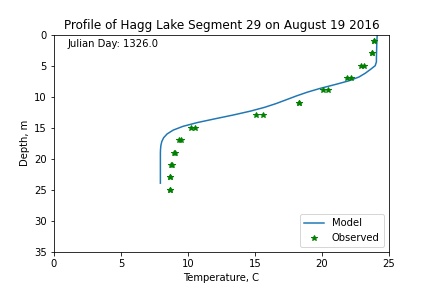 Profile of Hagg Lake Segment 29 on August 19 2016
Julian Day: 1326.0
0
5
10
15
20
25
30
35
Depth, m
0
5
10
15
20
25
Temperature, C
Model
Observed